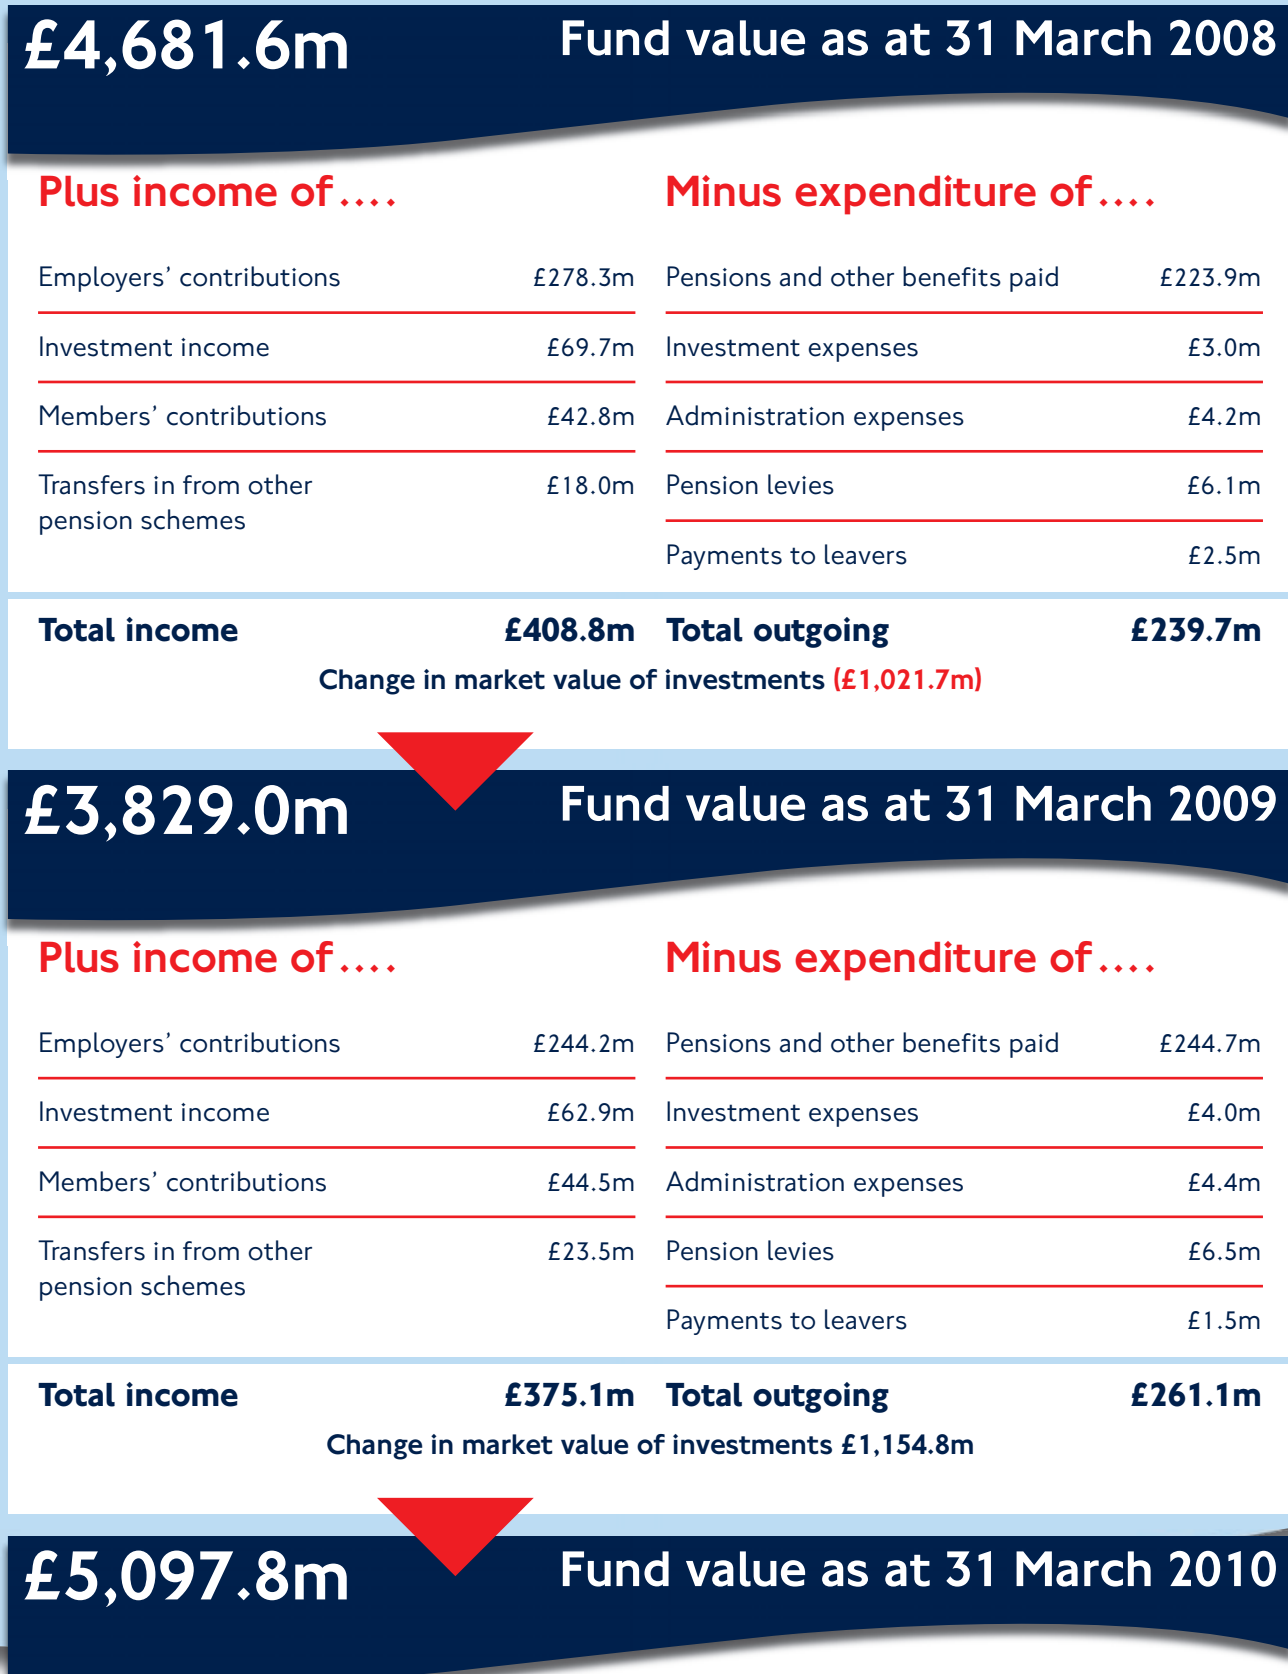 £4,681.6m Fund value as at 31 March 2008
Plus income of.... Minus expenditure of....
Employers’ contributions £278.3m Pensions and other benefits paid £223.9m
Investment income £69.7m Investment expenses £3.0m
Members’ contributions £42.8m Administration expenses £4.2m
Transfers in from other £18.0m Pension levies £6.1m
pension schemes
Payments to leavers £2.5m
Total income £408.8m Total outgoing £239.7m
Change in market value of investments (£1,021.7m)
£3,829.0m Fund value as at 31 March 2009
Plus income of.... Minus expenditure of....
Employers’ contributions £244.2m Pensions and other benefits paid £244.7m
Investment income £62.9m Investment expenses £4.0m
Members’ contributions £44.5m Administration expenses £4.4m
Transfers in from other £23.5m Pension levies £6.5m
pension schemes
Payments to leavers £1.5m
Total income £375.1m Total outgoing £261.1m
Change in market value of investments £1,154.8m
£5,097.8m Fund value as at 31 March 2010